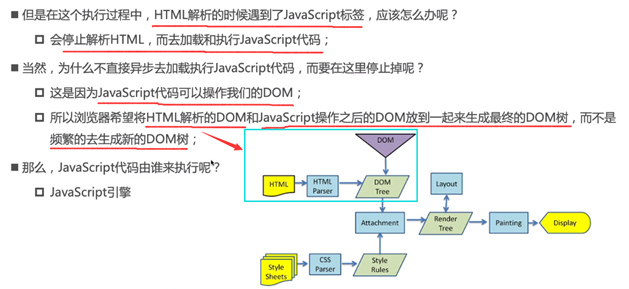 但是在这个执行过程中，HTML解析的时候遇到了JavaScript标签，应该怎么办呢？
会停止解析HTML，而去加载和执行JavaScript代码；
当然，为什么不直接异步去加载执行JavaScript代码，而要在这里停止掉呢？
这是因为JavaScript代码可以操作我们的DOM；
所以浏览器希望将HTML解析的DOM和JavaScript操作之后的DOM放到一起来生成最终的DOM树，而不是
频繁的去生成新的DOM树；
那么，JavaScript代码由谁来执行呢？
JavaScript引擎
DOM
HTML
HTML
Parser
DOM
Tree
Layout
Attachment
Render
Tree
Painting
Display
Style
Sheets
CSS
Parser
Style
Rules